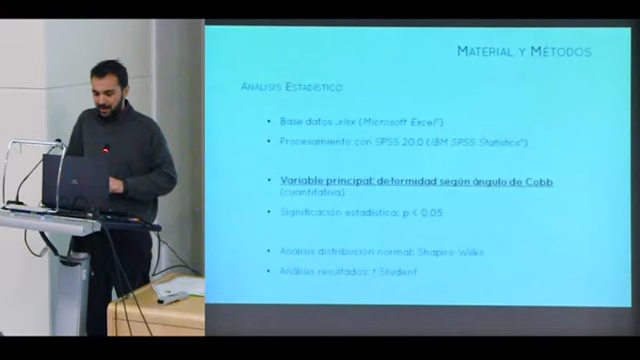 MATERIAL Y MÉTODOS
ANÁLISIS ESTADÍSTICO
• Base datos .xlsx (Microsoft Excel®)
• Procesamiento con SPSS 20.0 (IBM SPSS Statistics®)
• Variable principal: deformidad según ángulo de Cobb
(cuantitativa)
• Significación estadística: p < 0,05
• Análisis distribución normal: Shapiro-Wilks
• Análisis resultados: t Student